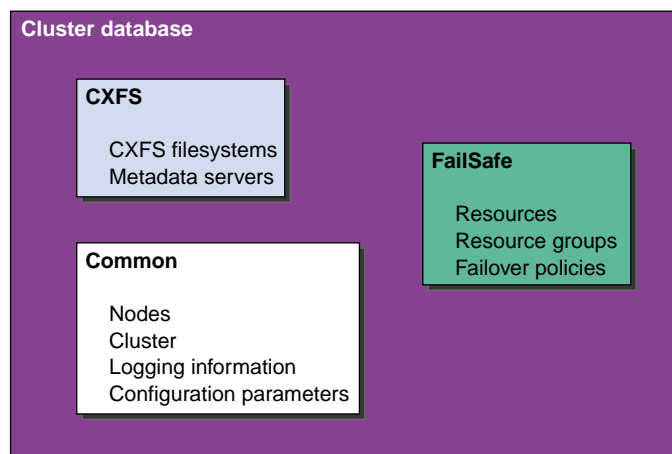 Cluster database
CXFS
CXFS filesystems
Metadata servers
FailSafe
Resources
Resource groups
Failover policies
Common
Nodes
Cluster
Logging information
Configuration parameters